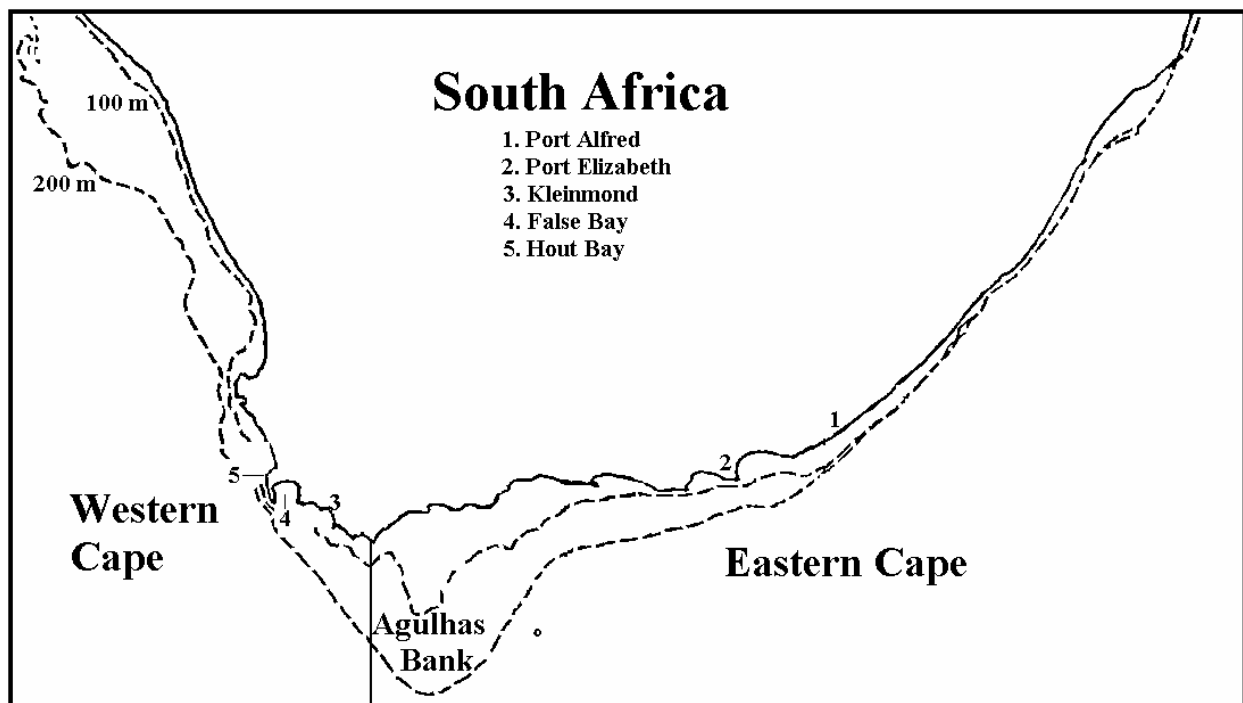 South Africa
1. Port Alfred
2. Port Elizabeth
3. Kleinmond
4. False Bay
5. Hout Bay
100 m
200 m
1
2
3
4
5
Western
Cape
Eastern Cape
Agulhas
Bank